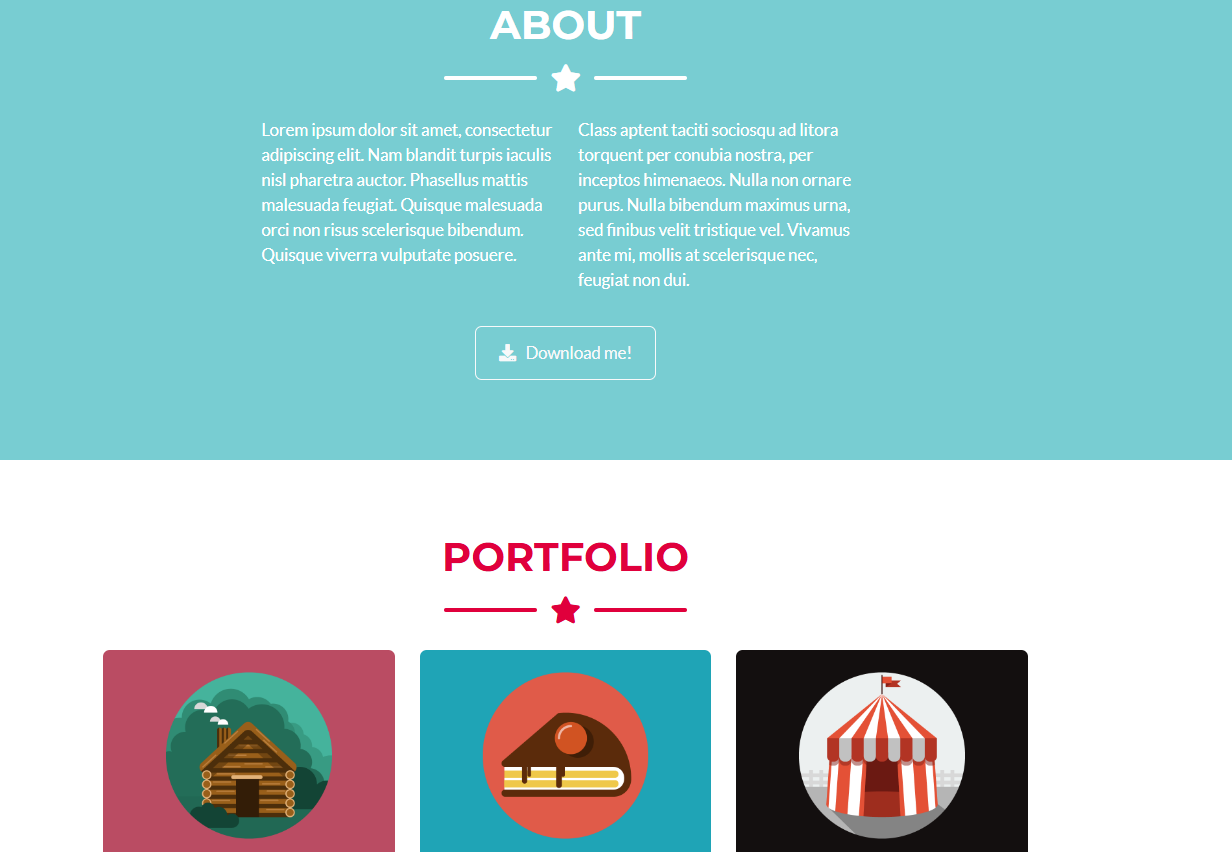 ABOUT
Lorem ipsum dolor sit amet, consectetur
adipiscing elit. Nam blandit turpis iaculis
nisl pharetra auctor. Phasellus mattis
malesuada feugiat. Quisque malesuada
orci non risus scelerisque bibendum.
Quisque viverra vulputate posuere.
Class aptent taciti sociosqu ad litora
torquent per conubia nostra, per
inceptos himenaeos. Nulla non ornare
purus. Nulla bibendum maximus urna,
sed finibus velit tristique vel. Vivamus
ante mi, mollis at scelerisque nec,
feugiat non dui.
Download me!
PORTFOLIO